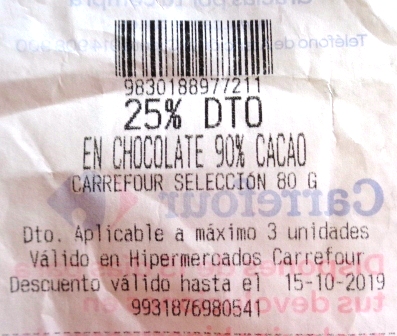 9830188977211
25% DTO
EN CHOCOLATE 90% CACAO
CARREFOUR SELECCIÓN 80 G
Dto. Aplicable a máximo 3 unidades
Válido en Hipermercados Carrefour
Descuento válido hasta el 15-10-2019
9931876980541